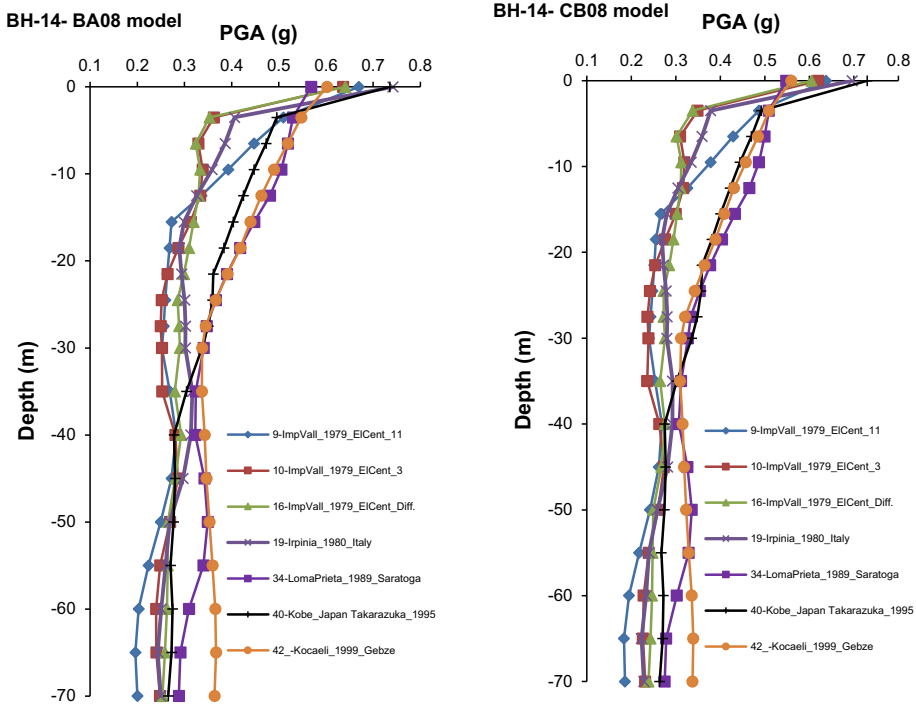 BH-14- BA08 model
PGA (g)
0.1 0.2 0.3 0.4 0.5 0.6 0.7 0.8
0
-10
-20
-30
-40
-50
-60
-70
Depth (m)
9-ImpVall_1979_ElCent_11
10-ImpVall_1979_ElCent_3
16-ImpVall_1979_ElCent_Diff.
19-Irpinia_1980_Italy
34-LomaPrieta_1989_Saratoga
40-Kobe_Japan Takarazuka_1995
42_-Kocaeli_1999_Gebze
BH-14- CB08 model
PGA (g)
0.1 0.2 0.3 0.4 0.5 0.6 0.7 0.8
0
-10
-20
-30
-40
-50
-60
-70
Depth (m)
9-ImpVall_1979_ElCent_11
10-ImpVall_1979_ElCent_3
16-ImpVall_1979_ElCent_Diff.
19-Irpinia_1980_Italy
34-LomaPrieta_1989_Saratoga
40-Kobe_Japan Takarazuka_1995
42_-Kocaeli_1999_Gebze